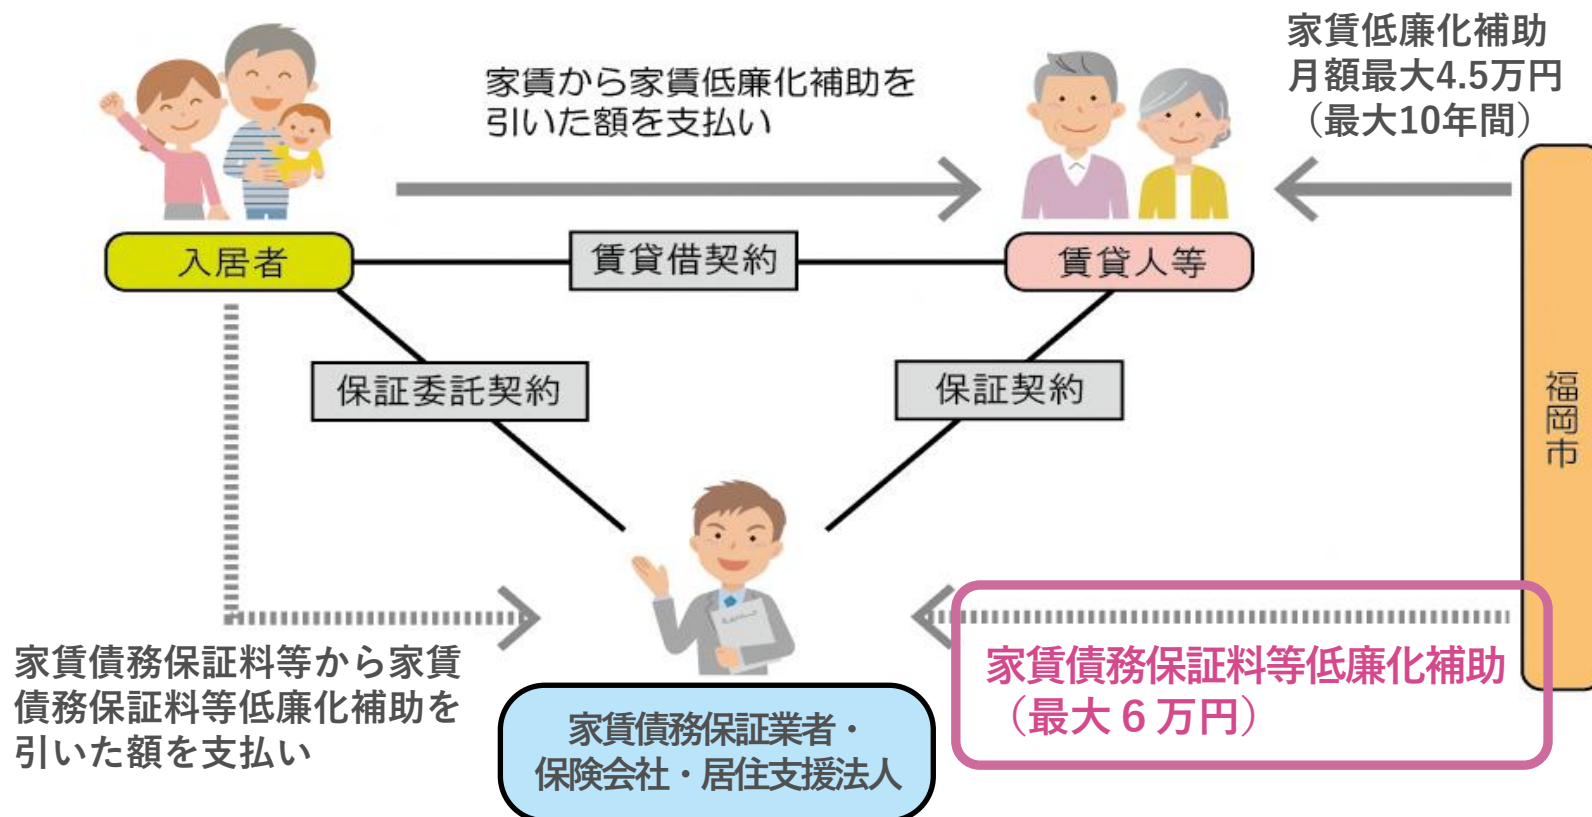 家賃低廉化補助
月額最大4.5万円
（最大10年間）
家賃から家賃低廉化補助を
引いた額を支払い
入居者
賃貸借契約
賃貸人等
保証委託契約
保証契約
福岡市
家賃債務保証料等から家賃
債務保証料等低廉化補助を
引いた額を支払い
家賃債務保証料等低廉化補助
（最大６万円）
家賃債務保証業者・
保険会社・居住支援法人